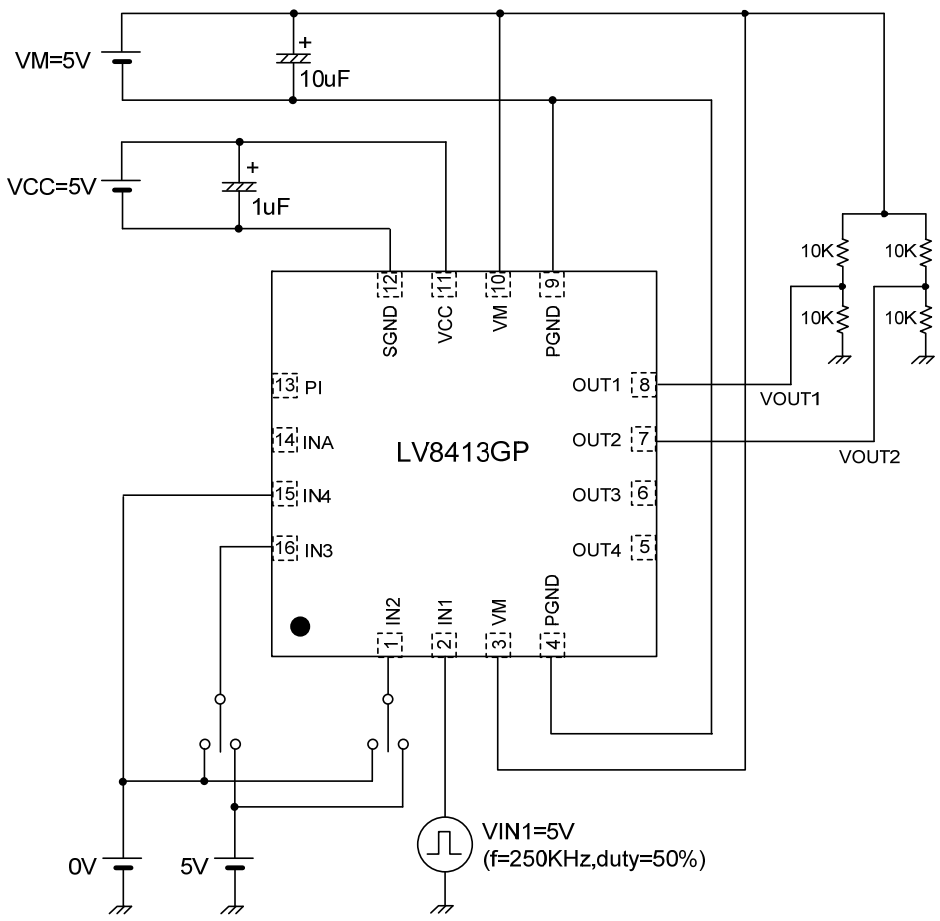 VM=5V
+
10uF
VCC=5V
+
1uF
10K
10K
10K
10K
12
11
10
9
SGND
VCC
VM
PGND
13 PI
OUT1 8
VOUT1
14 INA
LV8413GP
OUT2 7
VOUT2
15 IN4
OUT3 6
16 IN3
OUT4 5
IN2
IN1
VM
PGND
1
2
3
4
VIN1=5V
(f=250KHz,duty=50%)
0V
5V